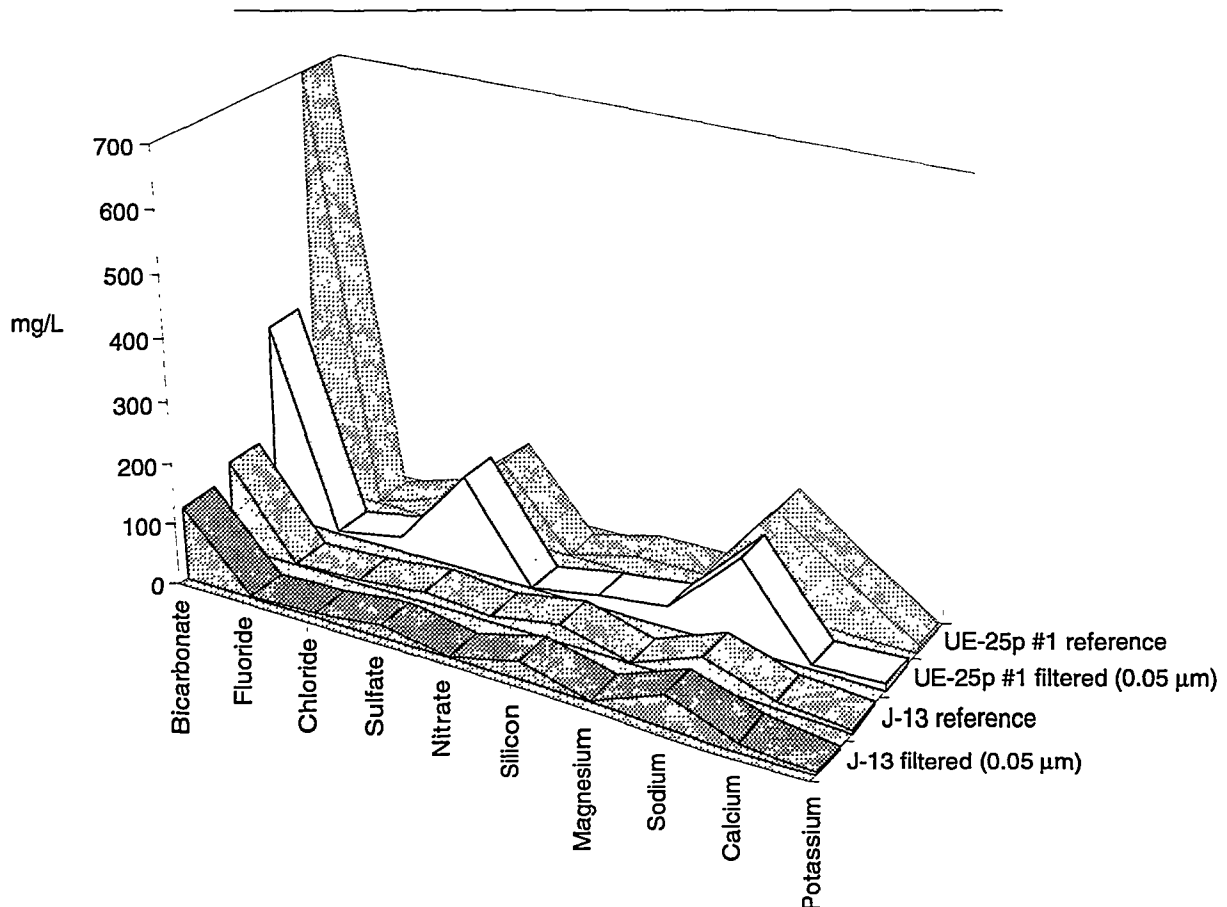 700
600
500
mg/L
400
300
200
100
0
Bicarbonate
Fluoride
Chloride
Sulfate
Nitrate
Silicon
Magnesium
Sodium
Calcium
Potassium
UE-25p #1 reference
UE-25p #1 filtered (0.05 μm)
J-13 reference
J-13 filtered (0.05 μm)